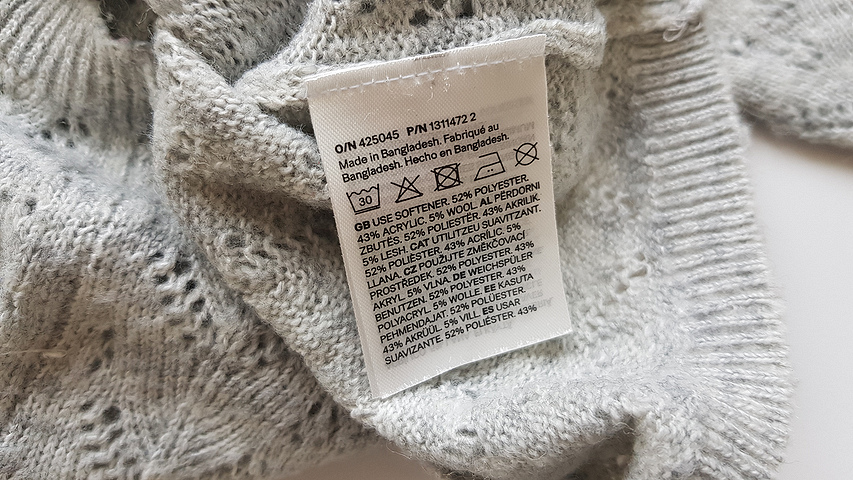 O/N 425045 P/N 1311472 2
Made in Bangladesh. Fabriqué au
Bangladesh. Hecho en Bangladesh.
30
GB USE SOFTENER. 52% POLYESTER.
43% ACRYLIC. 5% WOOL. AL PËRDORNI
ZBUTËS. 52% POLIESTËR. 43% AKRILIK.
5% LESH. CAT UTILITZEU SUAVITZANT.
52% POLIÈSTER. 43% ACRÍLIC. 5%
LLANA. CZ POUŽIJTE ZMĚKČOVACÍ
PROSTŘEDEK. 52% POLYESTER. 43%
AKRYL. 5% VLNA. DE WEICHSPÜLER
BENUTZEN. 52% POLYESTER. 43%
POLYACRYL. 5% WOLLE. EE KASUTA
PEHMENDAJAT. 52% POLÜESTER.
43% AKRÜÜL. 5% VILL. ES USAR
SUAVIZANTE. 52% POLIÉSTER. 43%